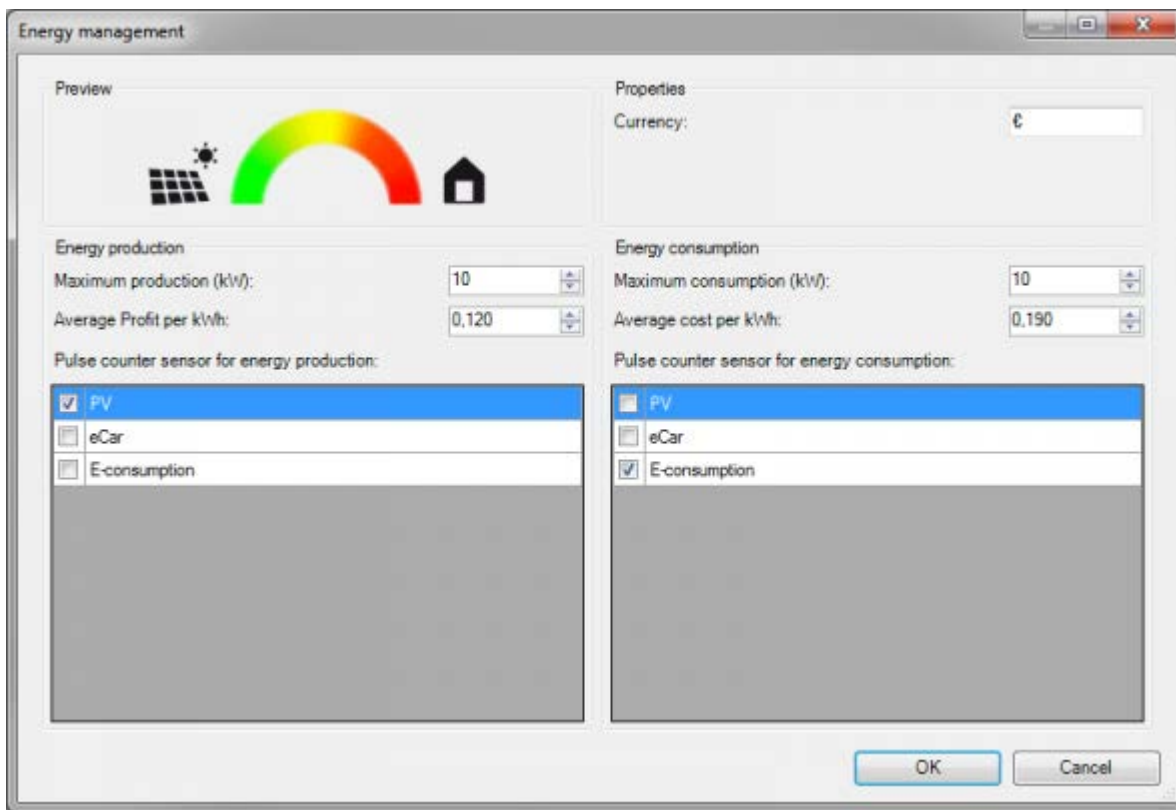 Energy management
Preview
Properties
Currency:
€
Energy production
Maximum production (kW):
10
Average Profit per kWh:
0,120
Pulse counter sensor for energy production:
PV
eCar
E-consumption
Energy consumption
Maximum consumption (kW):
10
Average cost per kWh:
0,190
Pulse counter sensor for energy consumption:
PV
eCar
E-consumption
OK
Cancel